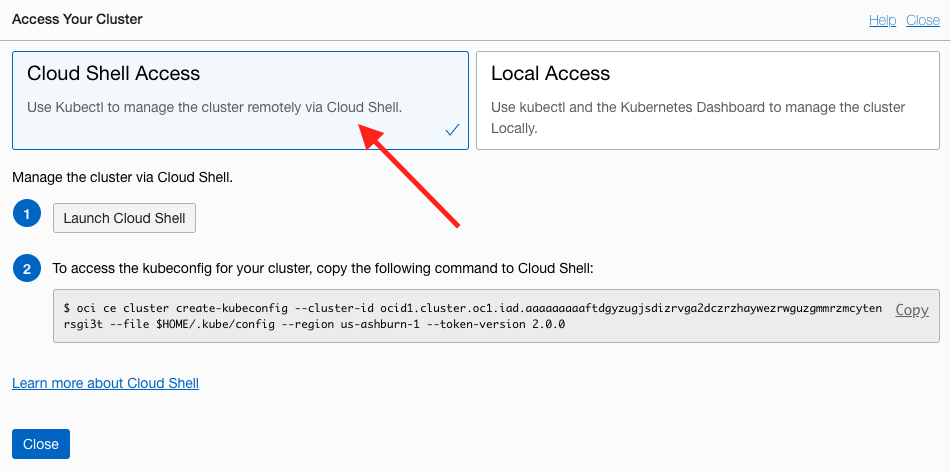 Access Your Cluster
Help Close
Cloud Shell Access
Use Kubectl to manage the cluster remotely via Cloud Shell.
Local Access
Use kubectl and the Kubernetes Dashboard to manage the cluster
Locally.
Manage the cluster via Cloud Shell.
1 Launch Cloud Shell
2 To access the kubeconfig for your cluster, copy the following command to Cloud Shell:
$ oci ce cluster create-kubeconfig --cluster-id ocid1.cluster.oc1.iad.aaaaaaaaaftdgyzugjsdizrvga2dczrzhaywezrwguzgmmrzmcyten
rsgi3t --file $HOME/.kube/config --region us-ashburn-1 --token-version 2.0.0
Copy
Learn more about Cloud Shell
Close